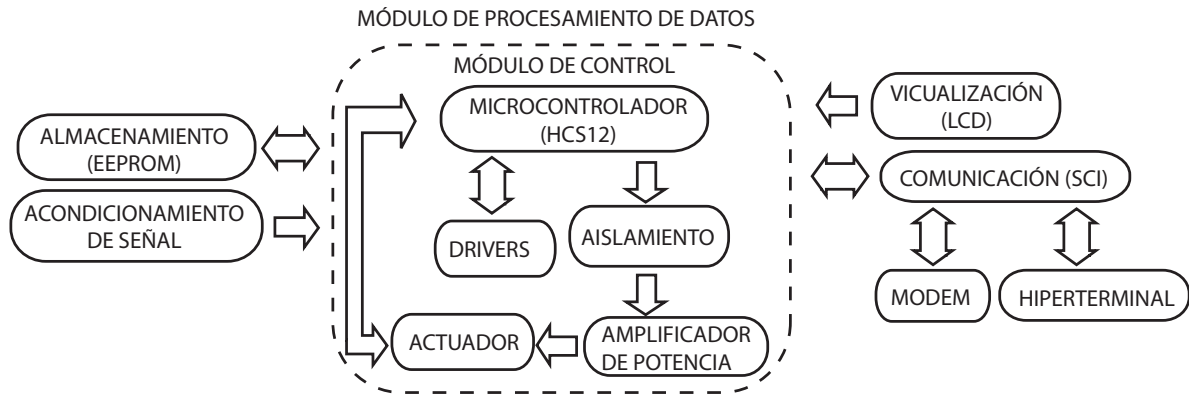 MÓDULO DE PROCESAMIENTO DE DATOS
MÓDULO DE CONTROL
MICROCONTROLADOR
(HCS12)
ALMACENAMIENTO
(EEPROM)
ACONDICIONAMIENTO
DE SEÑAL
DRIVERS
AISLAMIENTO
ACTUADOR
AMPLIFICADOR
DE POTENCIA
VICUALIZACIÓN
(LCD)
COMUNICACIÓN (SCI)
MODEM
HIPERTERMINAL